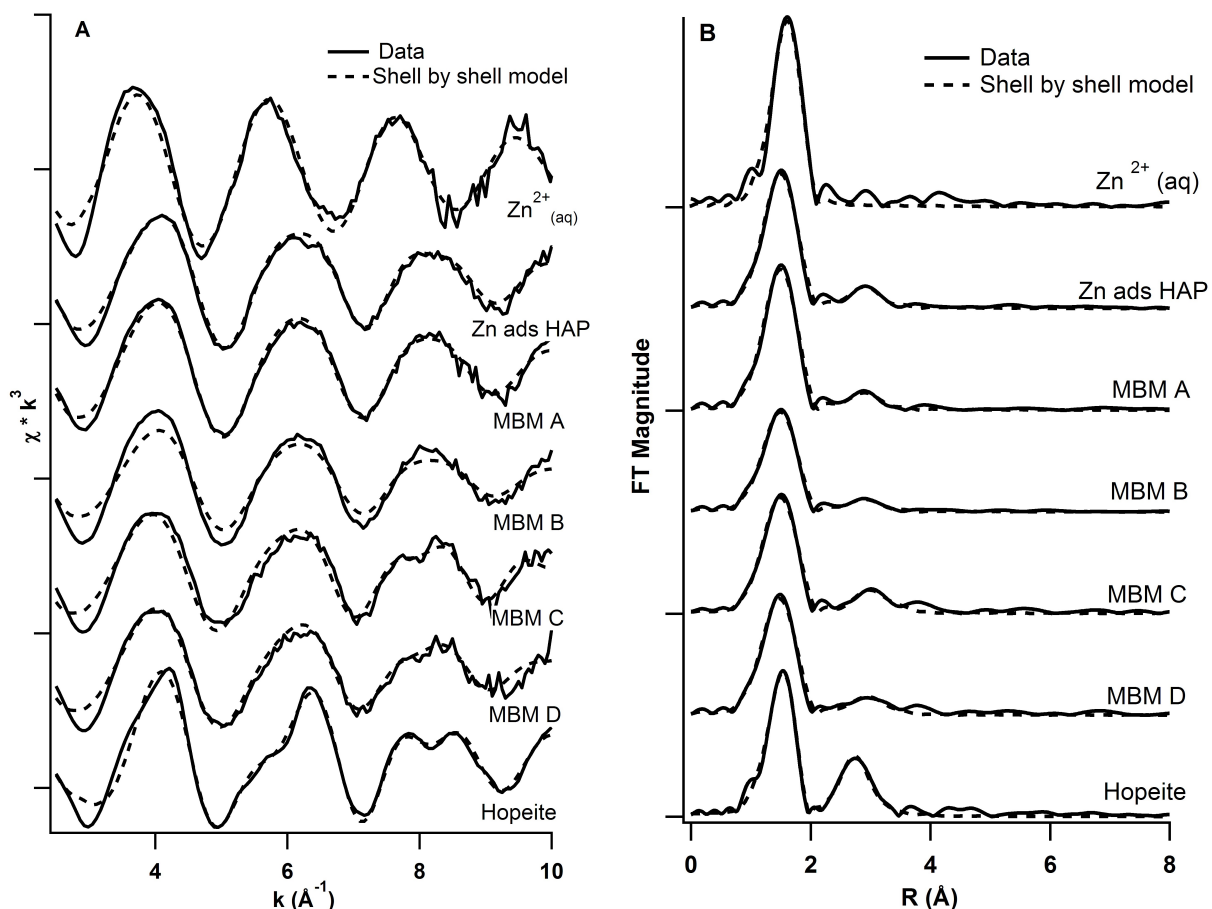 A
Data
Shell by shell model
Zn2+(aq)
Zn ads HAP
MBM A
MBM B
MBM C
MBM D
Hopeite
χ * k3
4 6 8 10
k (Å-1)
B
Data
Shell by shell model
Zn 2+ (aq)
Zn ads HAP
MBM A
MBM B
MBM C
MBM D
Hopeite
FT Magnitude
0 2 4 6 8
R (Å)